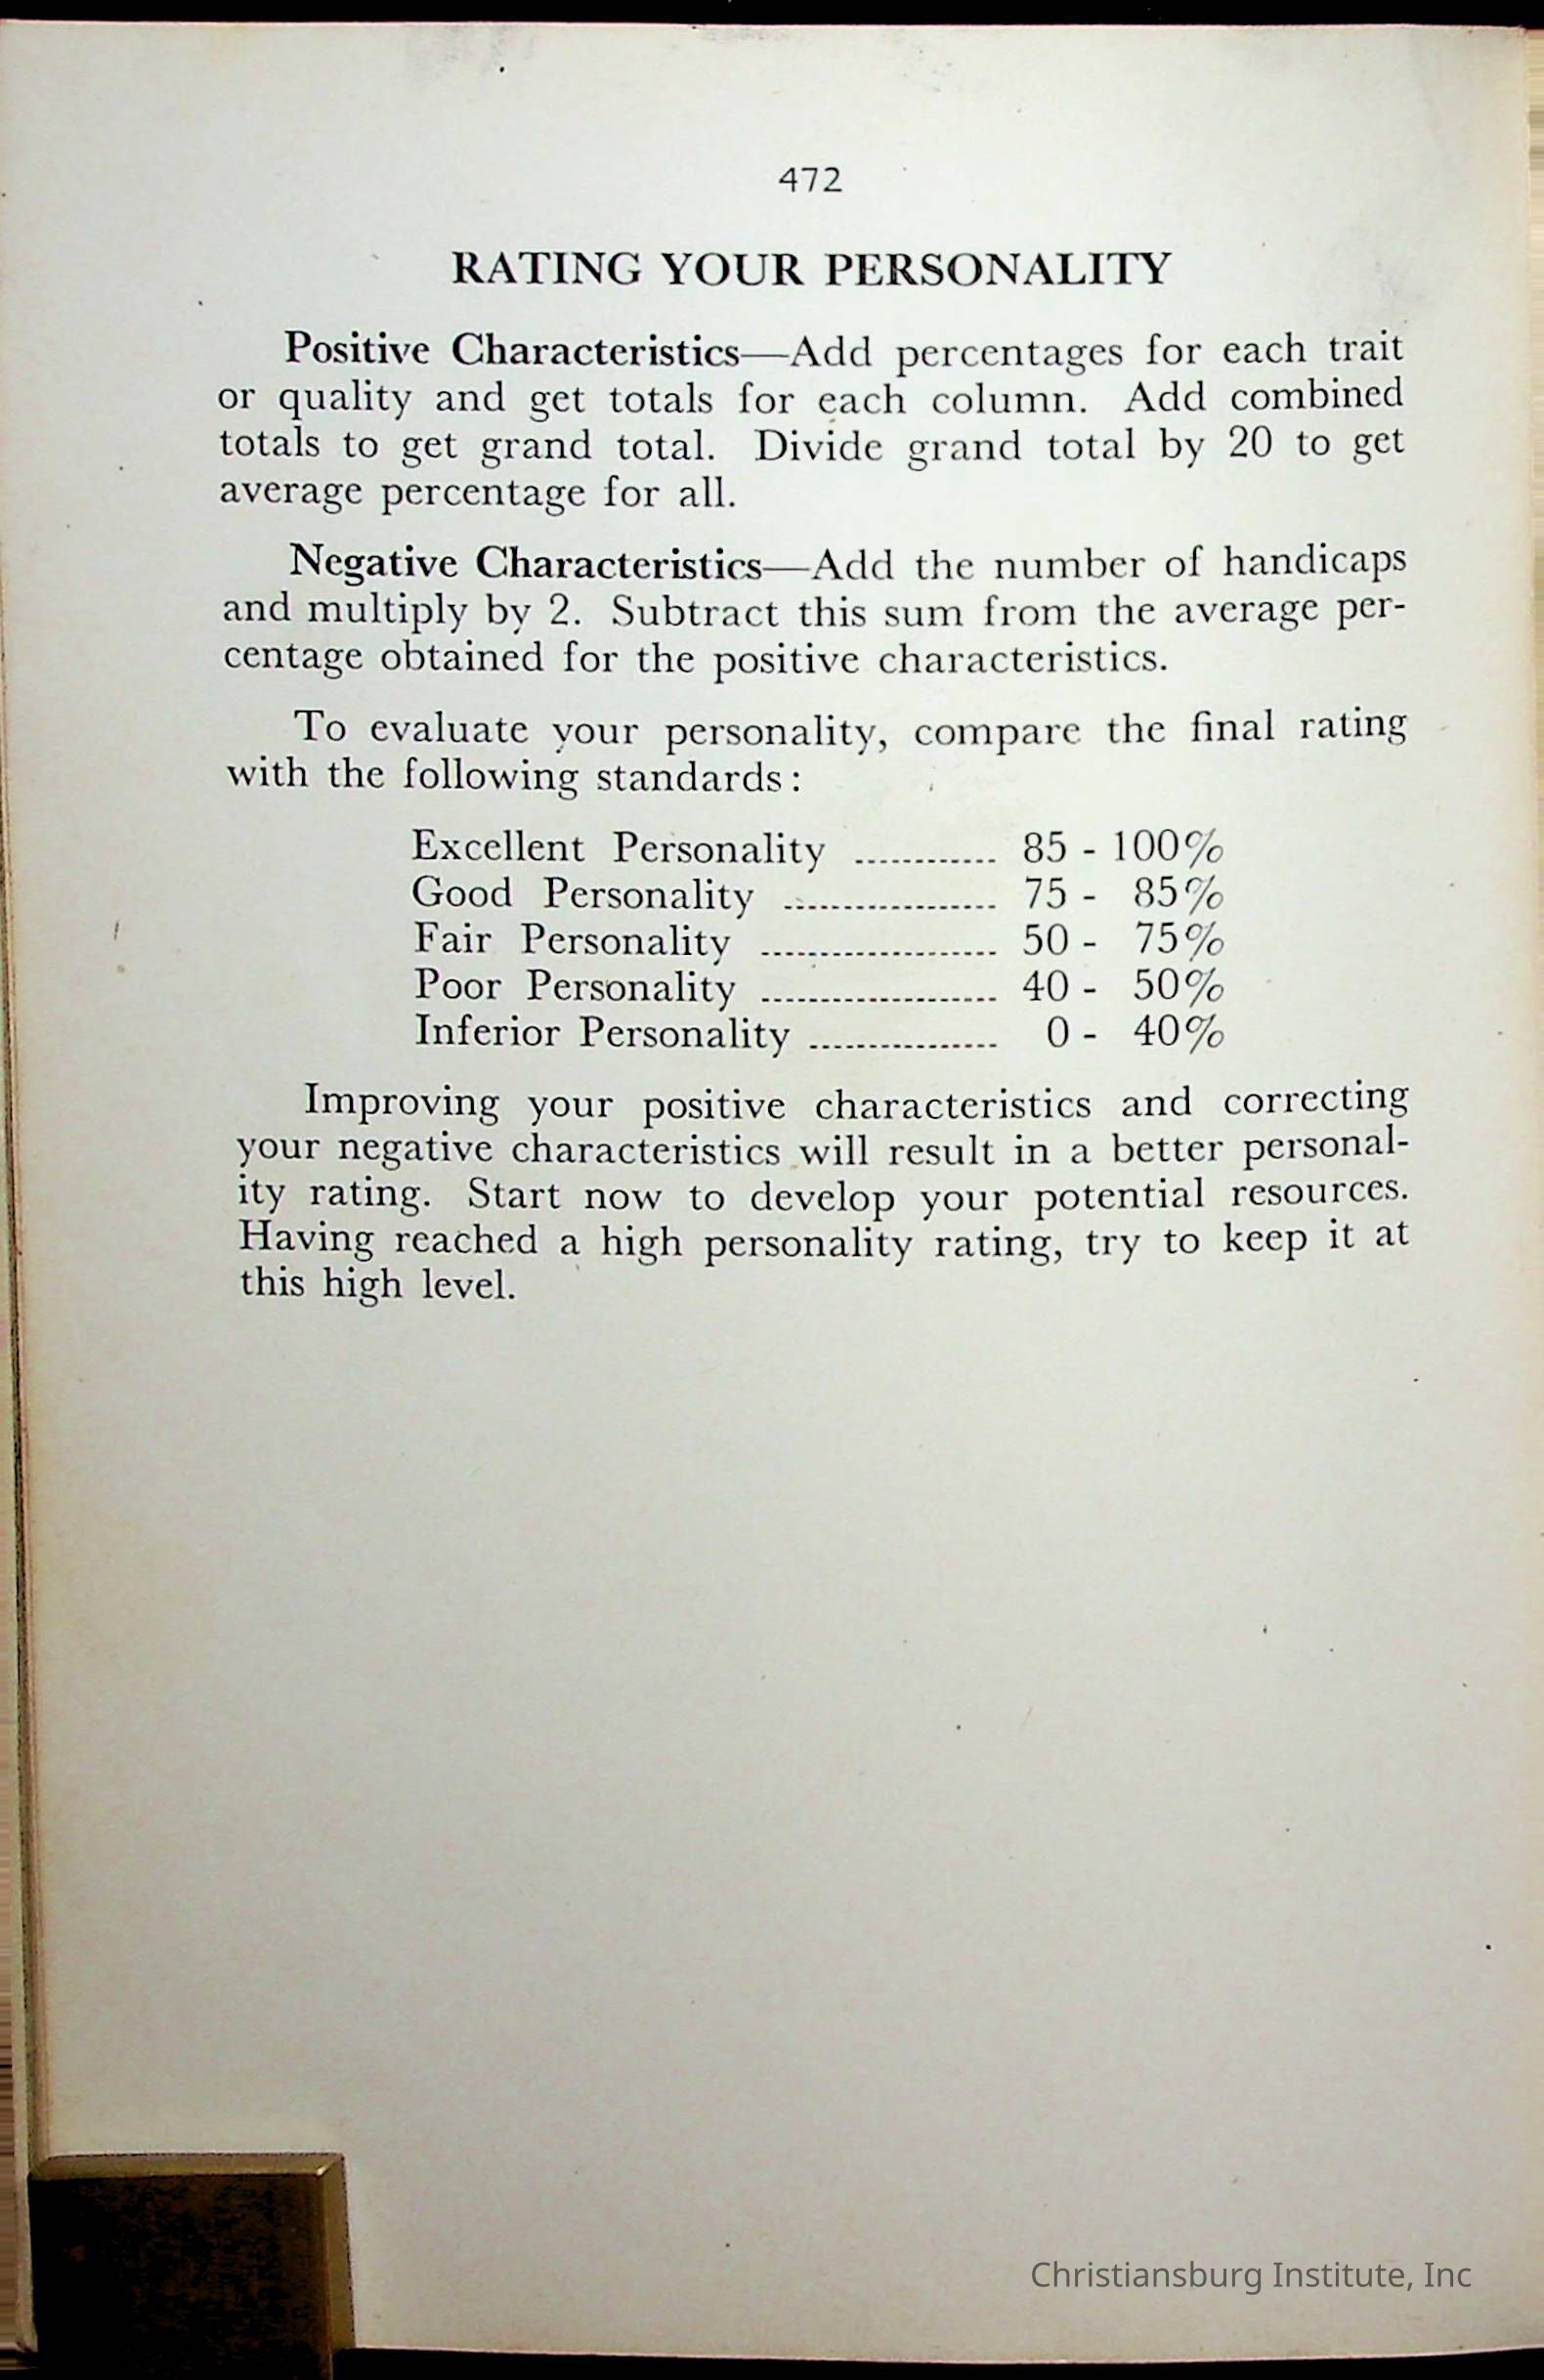 472
RATING YOUR PERSONALITY
Positive Characteristics—Add percentages for each trait
or quality and get totals for each column. Add combined
totals to get grand total. Divide grand total by 20 to get
average percentage for all.
Negative Characteristics—Add the number of handicaps
and multiply by 2. Subtract this sum from the average per-
centage obtained for the positive characteristics.
To evaluate your personality, compare the final rating
with the following standards:
Excellent Personality ............ 85 - 100%
Good Personality .................. 75 - 85%
Fair Personality .................... 50 - 75%
Poor Personality .................... 40 - 50%
Inferior Personality ................ 0 - 40%
Improving your positive characteristics and correcting
your negative characteristics will result in a better personal-
ity rating. Start now to develop your potential resources.
Having reached a high personality rating, try to keep it at
this high level.
Christiansburg Institute, Inc